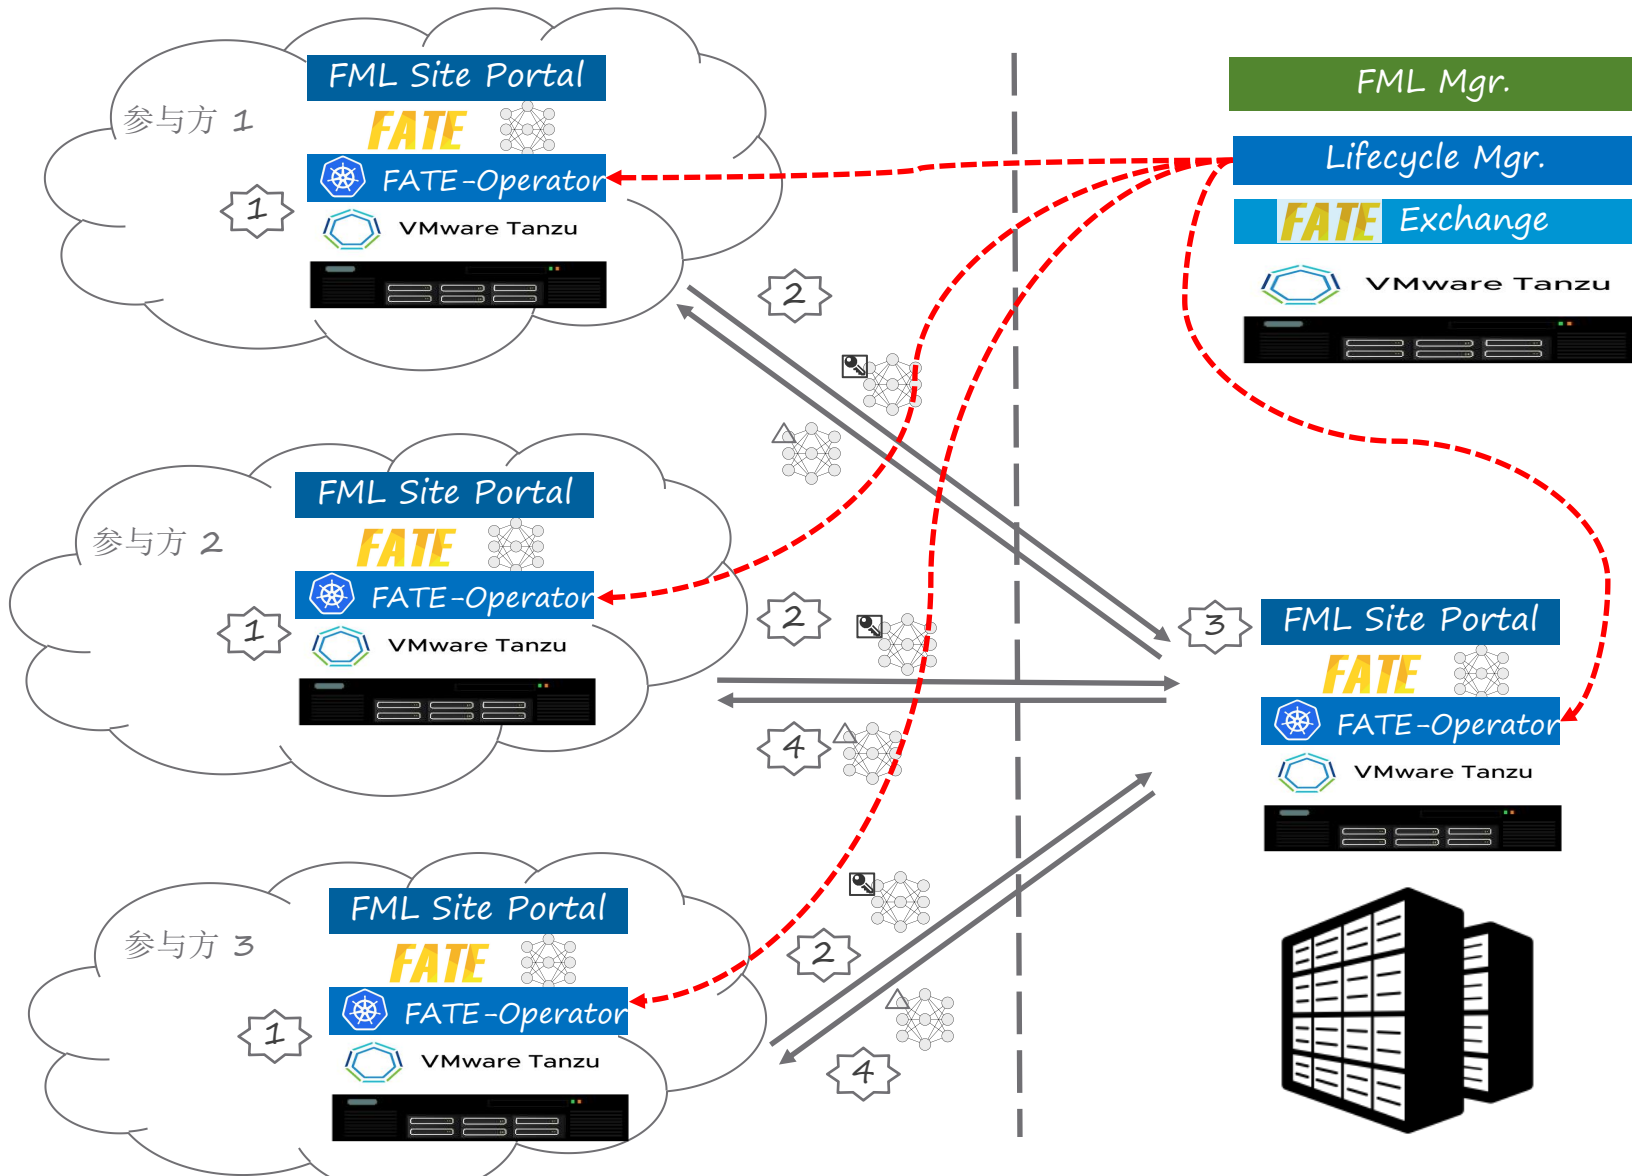 FML Site Portal
参与方 1
FATE
FATE-Operator
1
VMware Tanzu
FML Mgr.
Lifecycle Mgr.
FATE Exchange
VMware Tanzu
2
FML Site Portal
参与方 2
FATE
FATE-Operator
1
VMware Tanzu
2
4
3
FML Site Portal
FATE
FATE-Operator
VMware Tanzu
FML Site Portal
参与方 3
FATE
FATE-Operator
1
VMware Tanzu
2
4